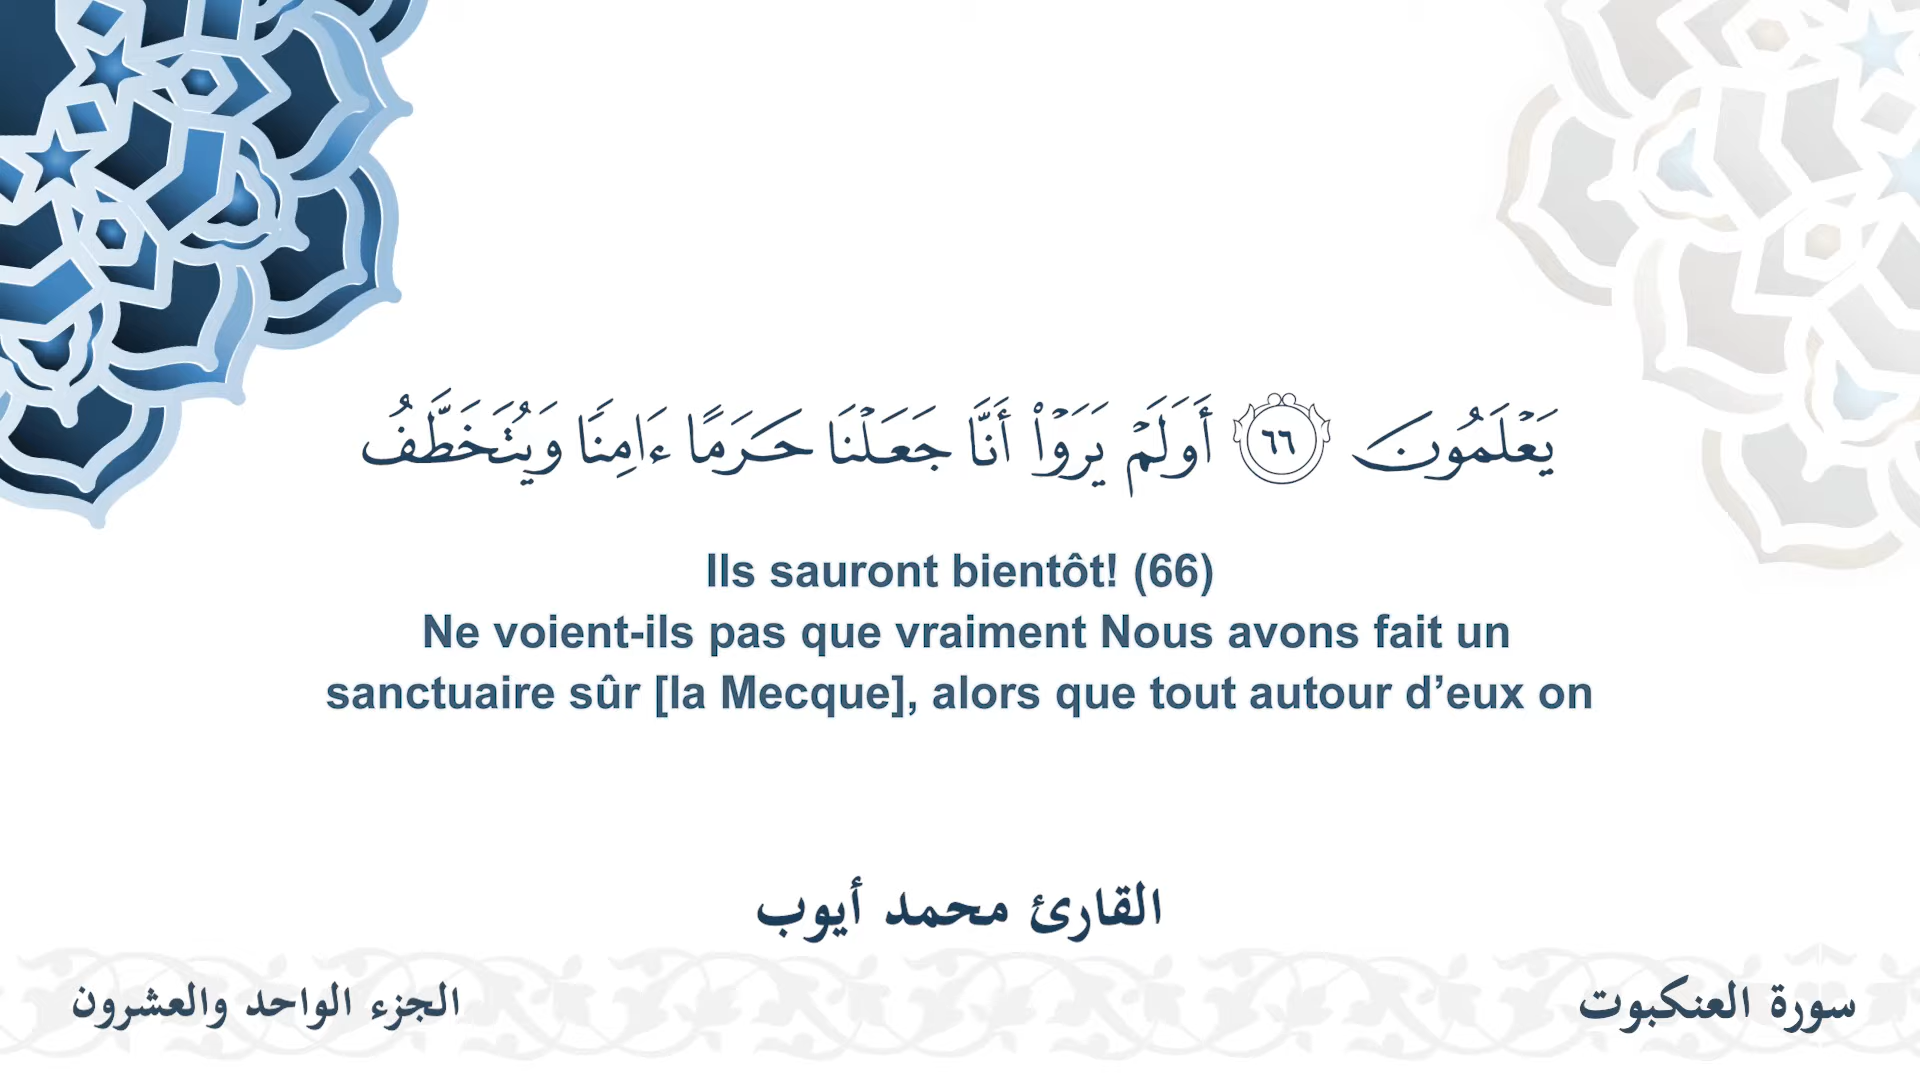 يَعۡلَمُونَ ٦٦ أَوَلَمۡ يَرَوۡاْ أَنَّا جَعَلۡنَا حَرَمًا ءَامِنٗا وَيُتَخَطَّفُ
Ils sauront bientôt! (66)
Ne voient-ils pas que vraiment Nous avons fait un
sanctuaire sûr [la Mecque], alors que tout autour d’eux on
القارئ محمد أيوب
سورة العنكبوت
الجزء الواحد والعشرون